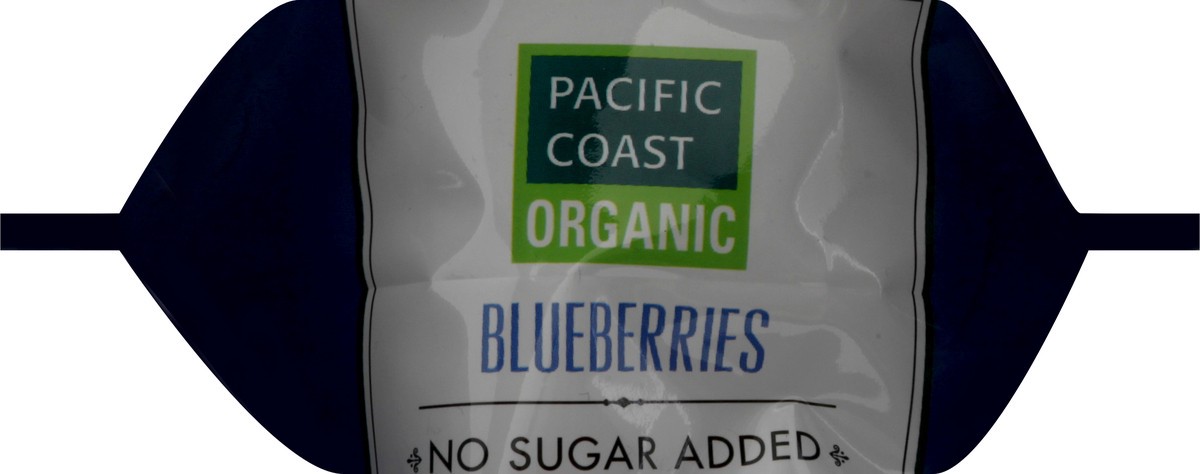 PACIFIC
COAST
ORGANIC
BLUEBERRIES
NO SUGAR ADDED